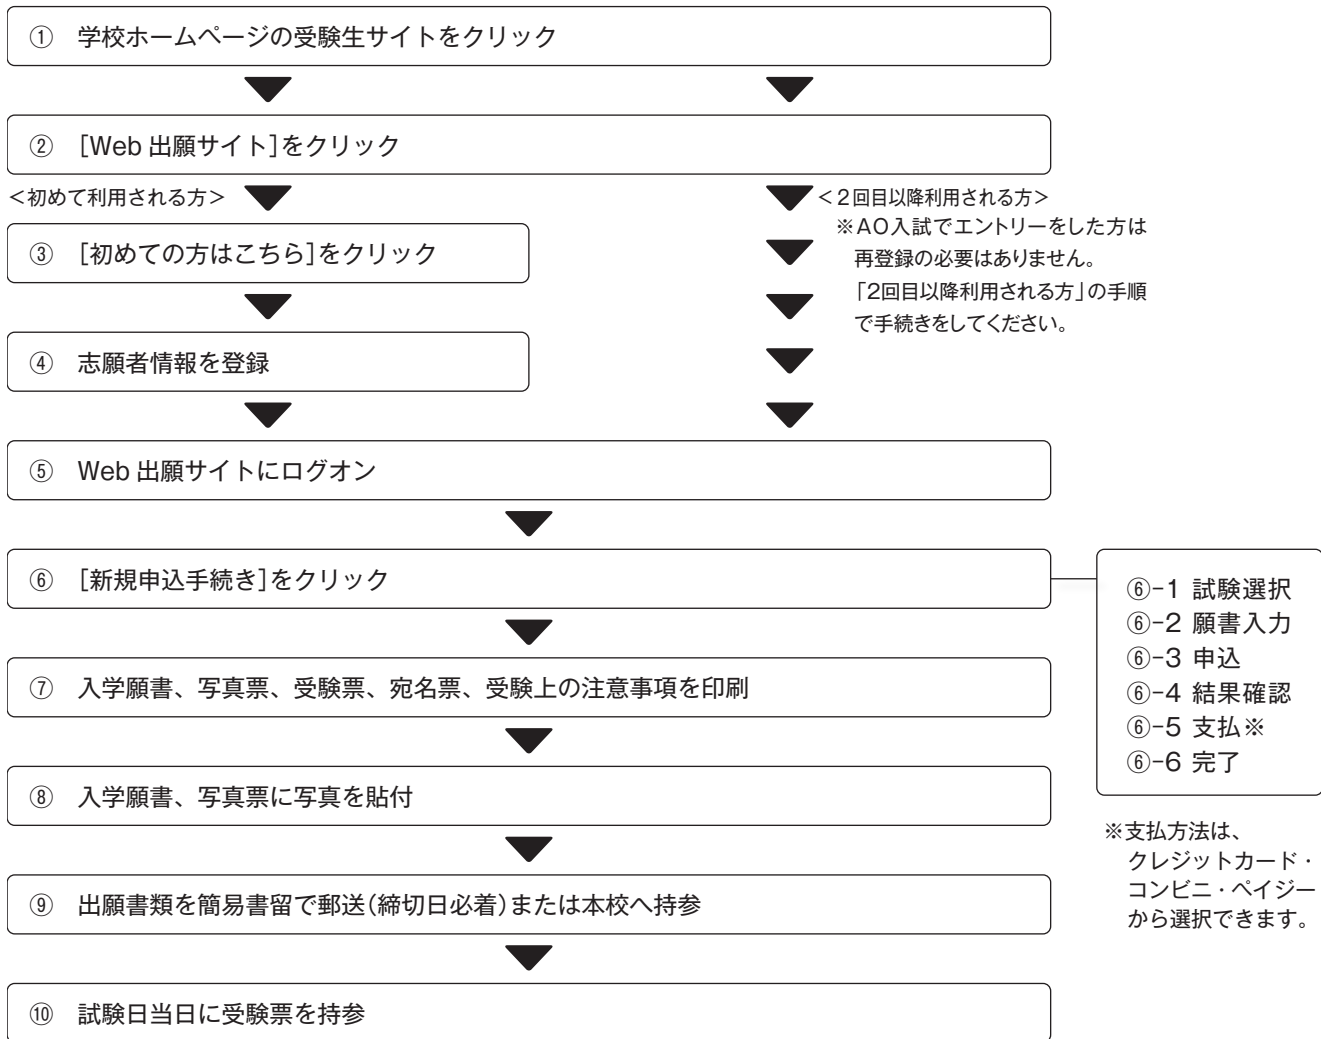 ① 学校ホームページの受験生サイトをクリック
② [Web 出願サイト]をクリック
＜初めて利用される方＞
＜２回目以降利用される方＞
※ＡＯ入試でエントリーをした方は
再登録の必要はありません。
「2回目以降利用される方」の手順
で手続きをしてください。
③ [初めての方はこちら]をクリック
④ 志願者情報を登録
⑤ Web 出願サイトにログオン
⑥ [新規申込手続き]をクリック
⑥-1 試験選択
⑥-2 願書入力
⑥-3 申込
⑥-4 結果確認
⑥-5 支払※
⑥-6 完了
※支払方法は、
クレジットカード・
コンビニ・ペイジー
から選択できます。
⑦ 入学願書、写真票、受験票、宛名票、受験上の注意事項を印刷
⑧ 入学願書、写真票に写真を貼付
⑨ 出願書類を簡易書留で郵送(締切日必着)または本校へ持参
⑩ 試験日当日に受験票を持参